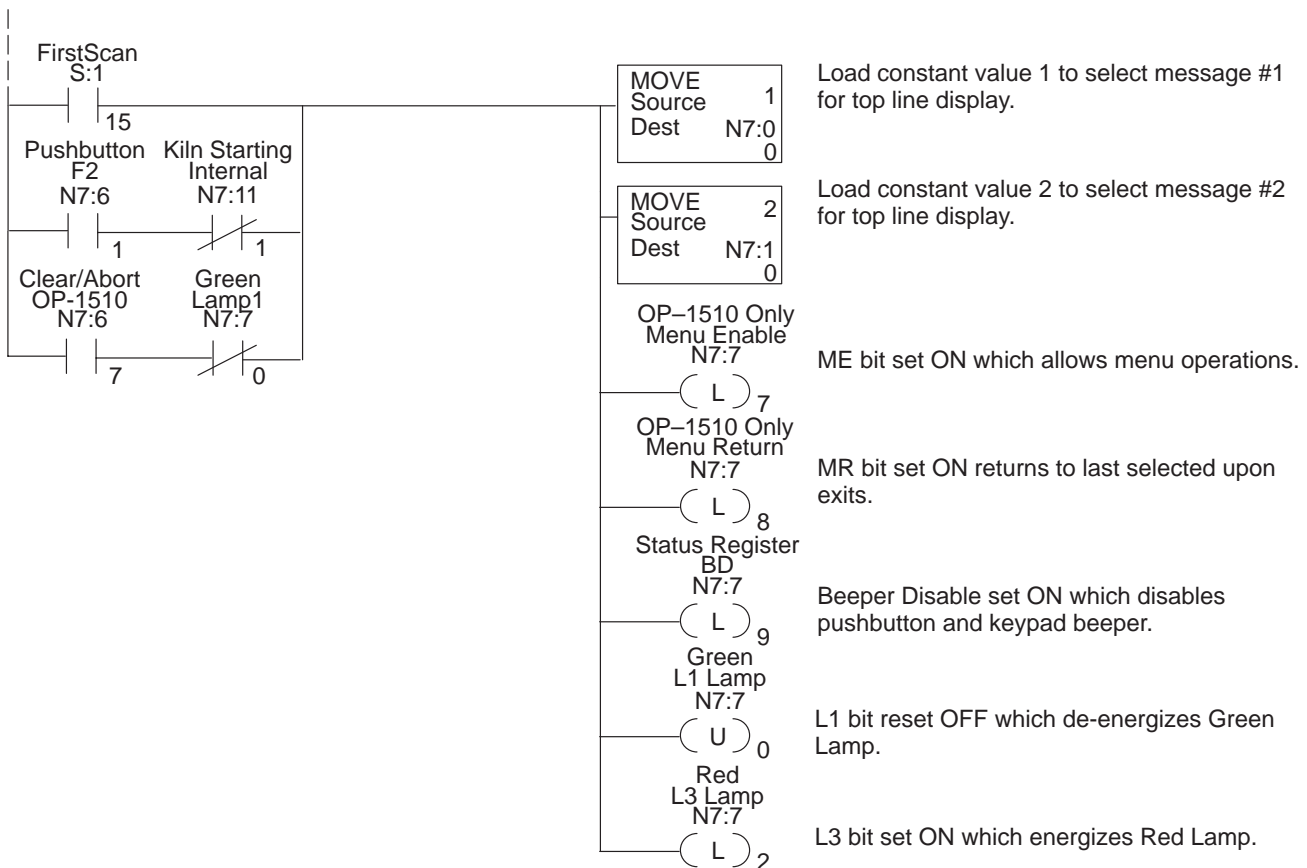 FirstScan
S:1
15
Pushbutton
F2
N7:6
1
Kiln Starting
Internal
N7:11
1
Clear/Abort
OP-1510
N7:6
7
Green
Lamp1
N7:7
0
MOVE
Source 1
Dest N7:0
0
Load constant value 1 to select message #1
for top line display.
MOVE
Source 2
Dest N7:1
0
Load constant value 2 to select message #2
for top line display.
OP–1510 Only
Menu Enable
N7:7
L
7
ME bit set ON which allows menu operations.
OP–1510 Only
Menu Return
N7:7
L
8
MR bit set ON returns to last selected upon
exits.
Status Register
BD
N7:7
L
9
Beeper Disable set ON which disables
pushbutton and keypad beeper.
Green
L1 Lamp
N7:7
U
0
L1 bit reset OFF which de-energizes Green
Lamp.
Red
L3 Lamp
N7:7
L
2
L3 bit set ON which energizes Red Lamp.